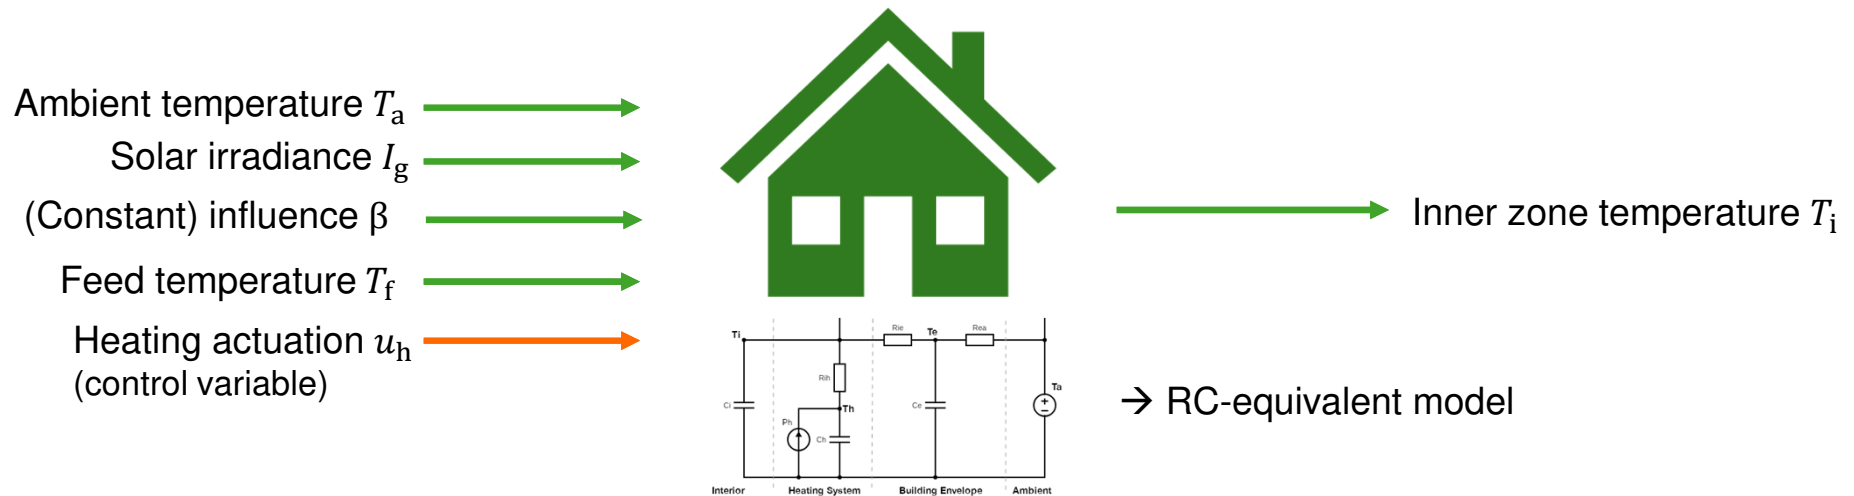 Ambient temperature Ta
Solar irradiance Ig
(Constant) influence β
Feed temperature Tf
Heating actuation uh
(control variable)
Inner zone temperature Ti
Ti
Rie
Te
Rea
Rih
Ta
Ci
Th
Ce
Ph
Ch
Interior
Heating System
Building Envelope
Ambient
→ RC-equivalent model